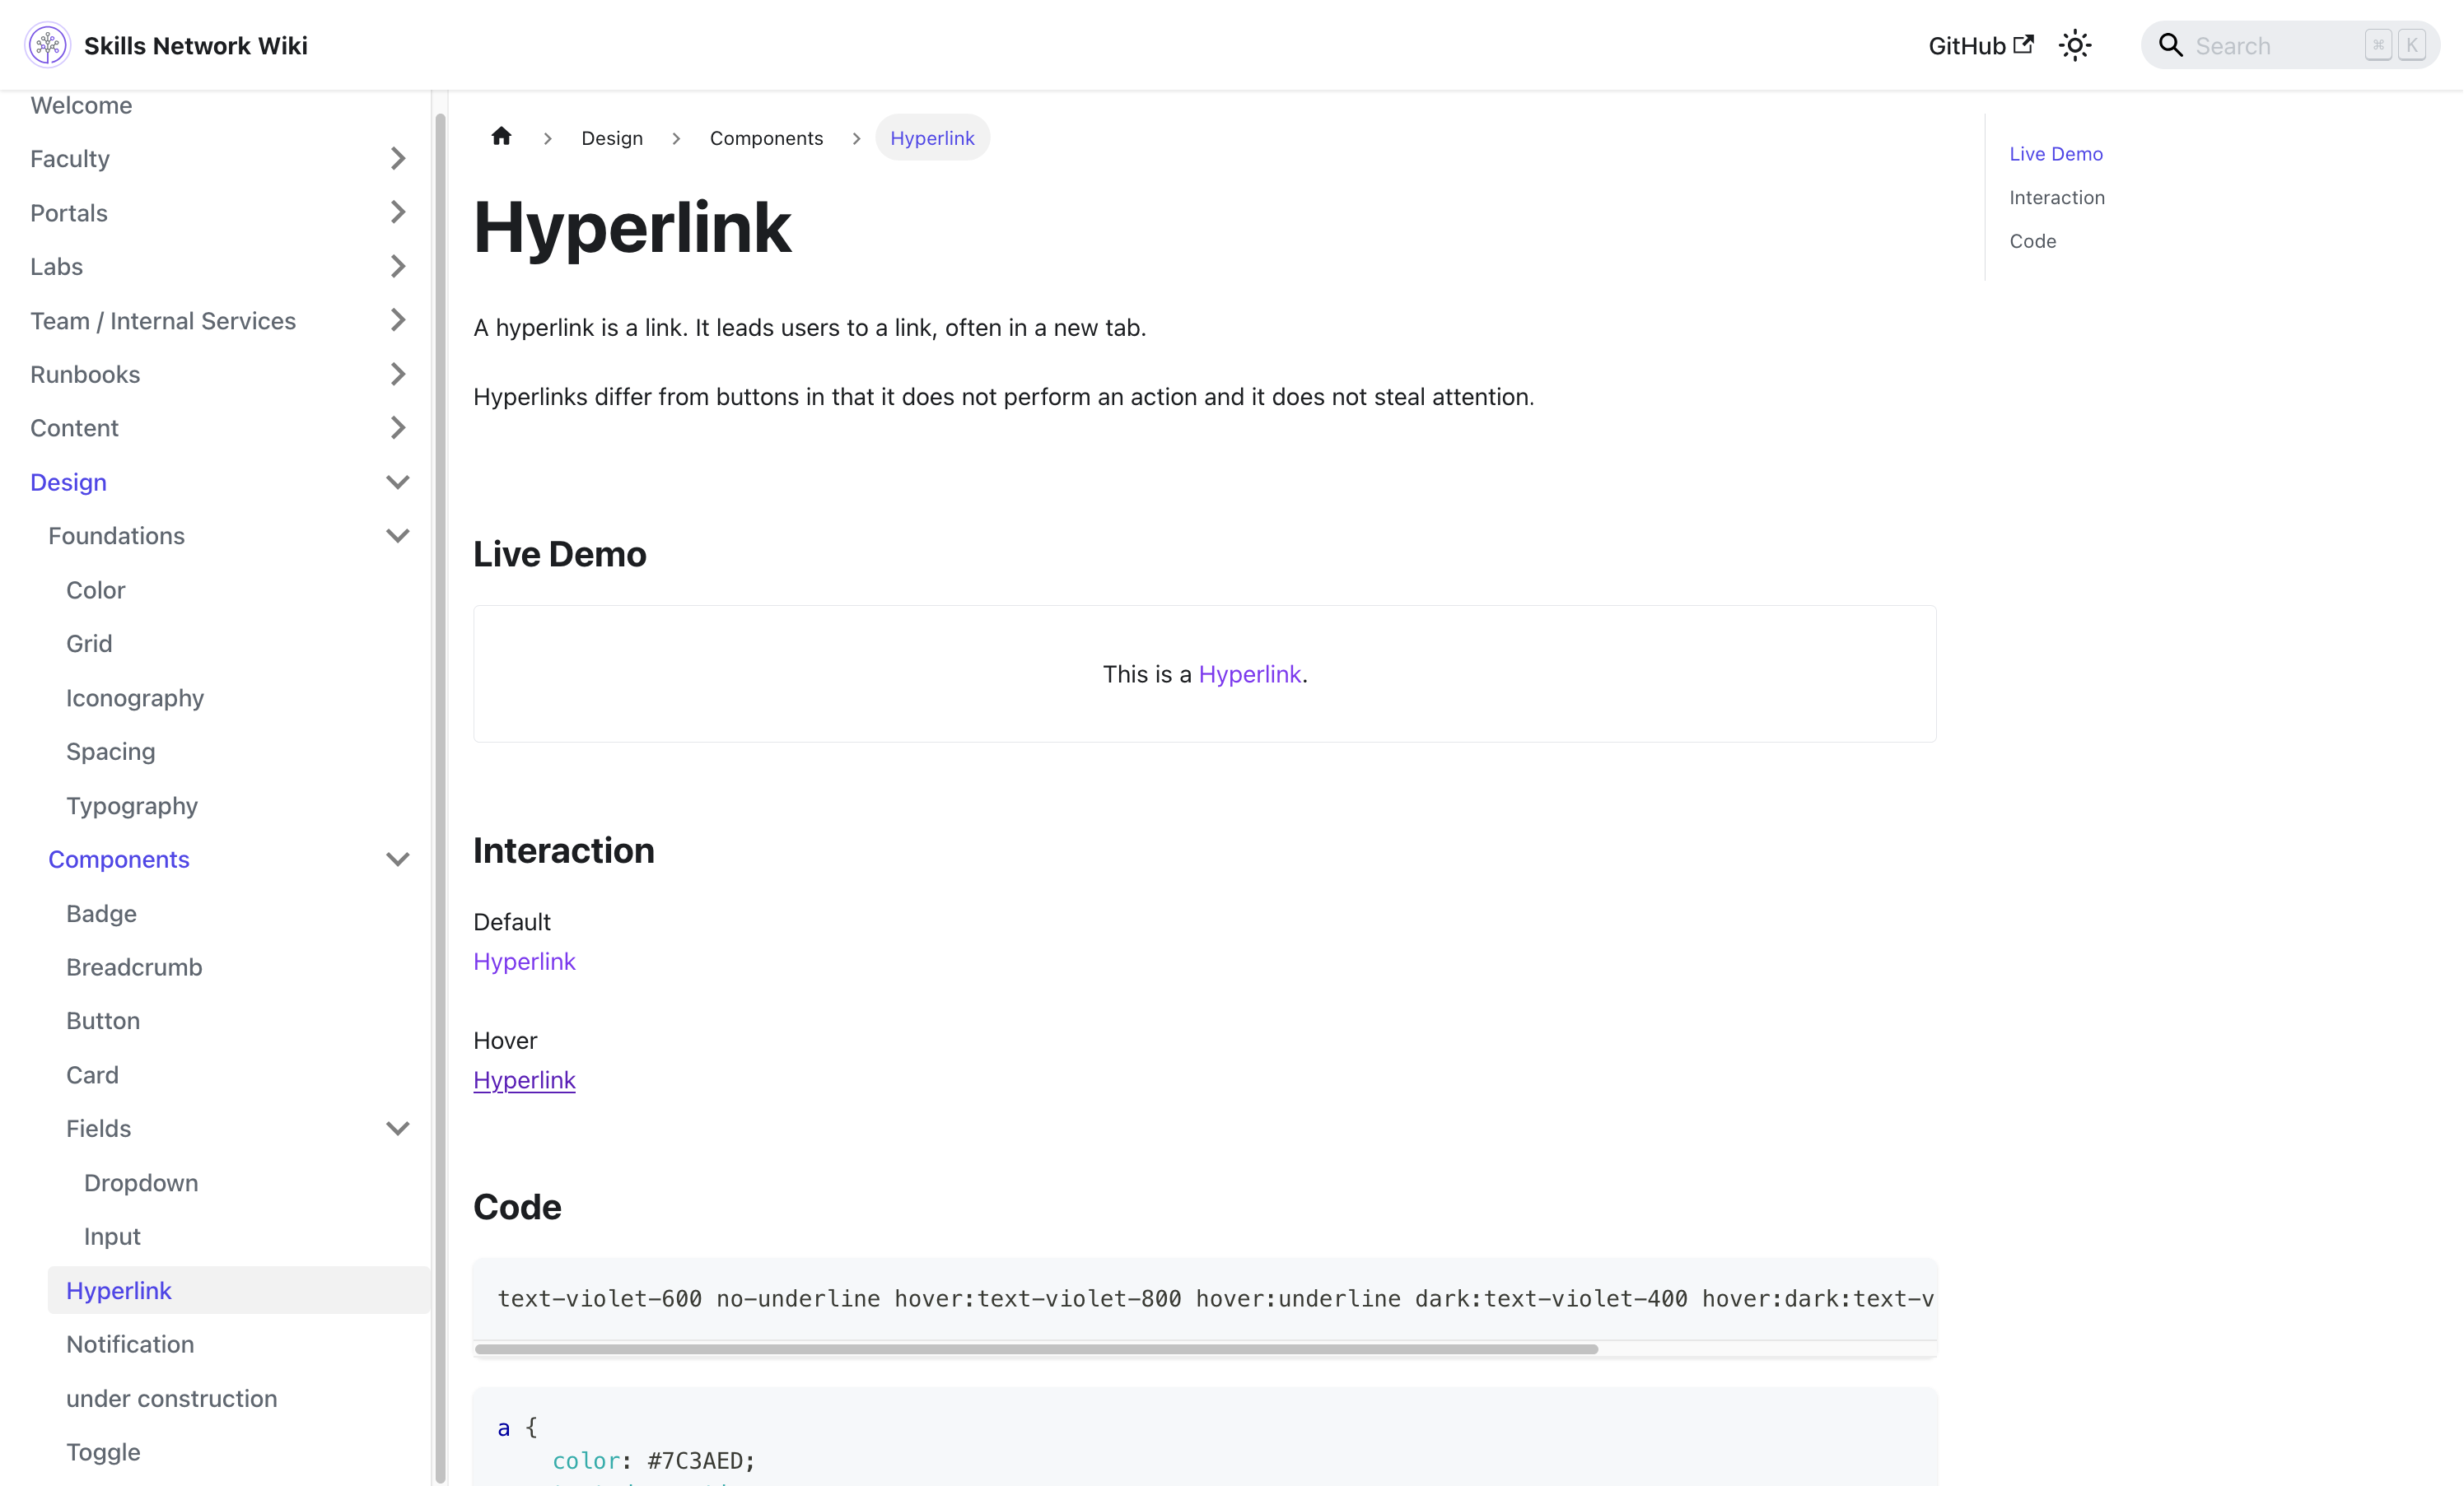 Skills Network Wiki
GitHub
Search
⌘ K
Welcome
Faculty
Portals
Labs
Team / Internal Services
Runbooks
Content
Design
Foundations
Color
Grid
Iconography
Spacing
Typography
Components
Badge
Breadcrumb
Button
Card
Fields
Dropdown
Input
Hyperlink
Notification
under construction
Toggle
Design
Components
Hyperlink
Hyperlink
A hyperlink is a link. It leads users to a link, often in a new tab.
Hyperlinks differ from buttons in that it does not perform an action and it does not steal attention.
Live Demo
This is a Hyperlink.
Interaction
Default
Hyperlink
Hover
Hyperlink
Code
text-violet-600 no-underline hover:text-violet-800 hover:underline dark:text-violet-400 hover:dark:text-v
a {
color: #7C3AED;
Live Demo
Interaction
Code